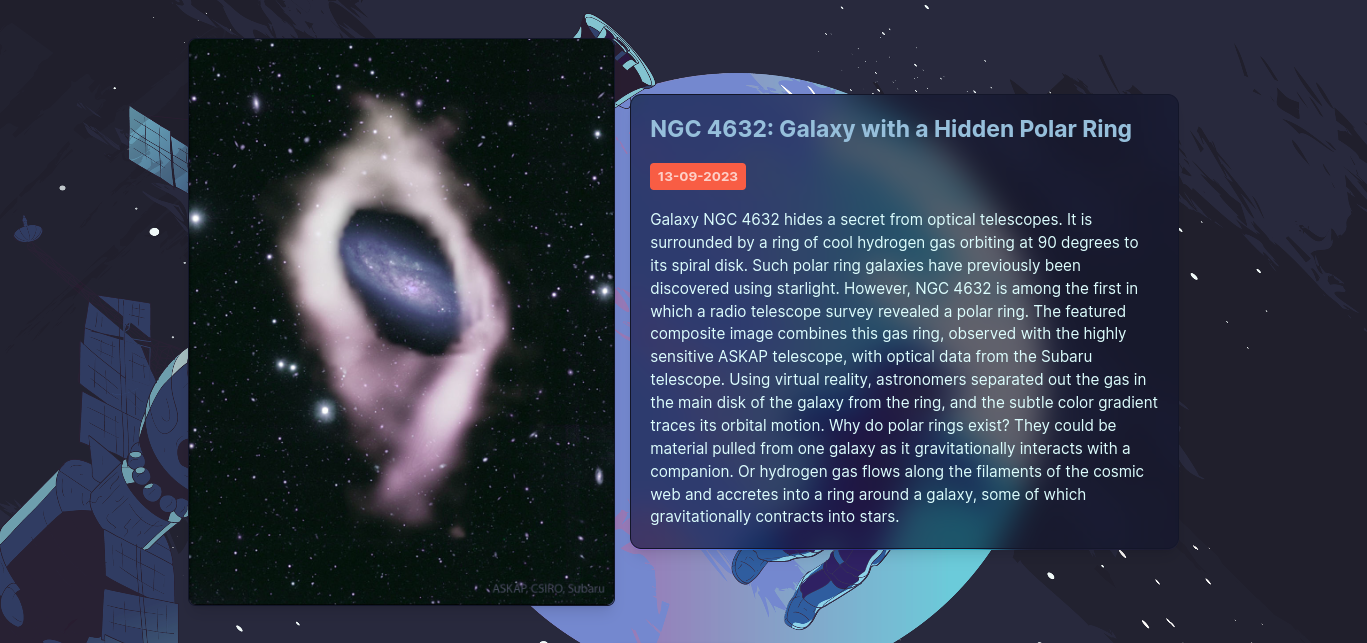 NGC 4632: Galaxy with a Hidden Polar Ring
13-09-2023
Galaxy NGC 4632 hides a secret from optical telescopes. It is
surrounded by a ring of cool hydrogen gas orbiting at 90 degrees to
its spiral disk. Such polar ring galaxies have previously been
discovered using starlight. However, NGC 4632 is among the first in
which a radio telescope survey revealed a polar ring. The featured
composite image combines this gas ring, observed with the highly
sensitive ASKAP telescope, with optical data from the Subaru
telescope. Using virtual reality, astronomers separated out the gas in
the main disk of the galaxy from the ring, and the subtle color gradient
traces its orbital motion. Why do polar rings exist? They could be
material pulled from one galaxy as it gravitationally interacts with a
companion. Or hydrogen gas flows along the filaments of the cosmic
web and accretes into a ring around a galaxy, some of which
gravitationally contracts into stars.
ASKAP, CSIRO, Subaru